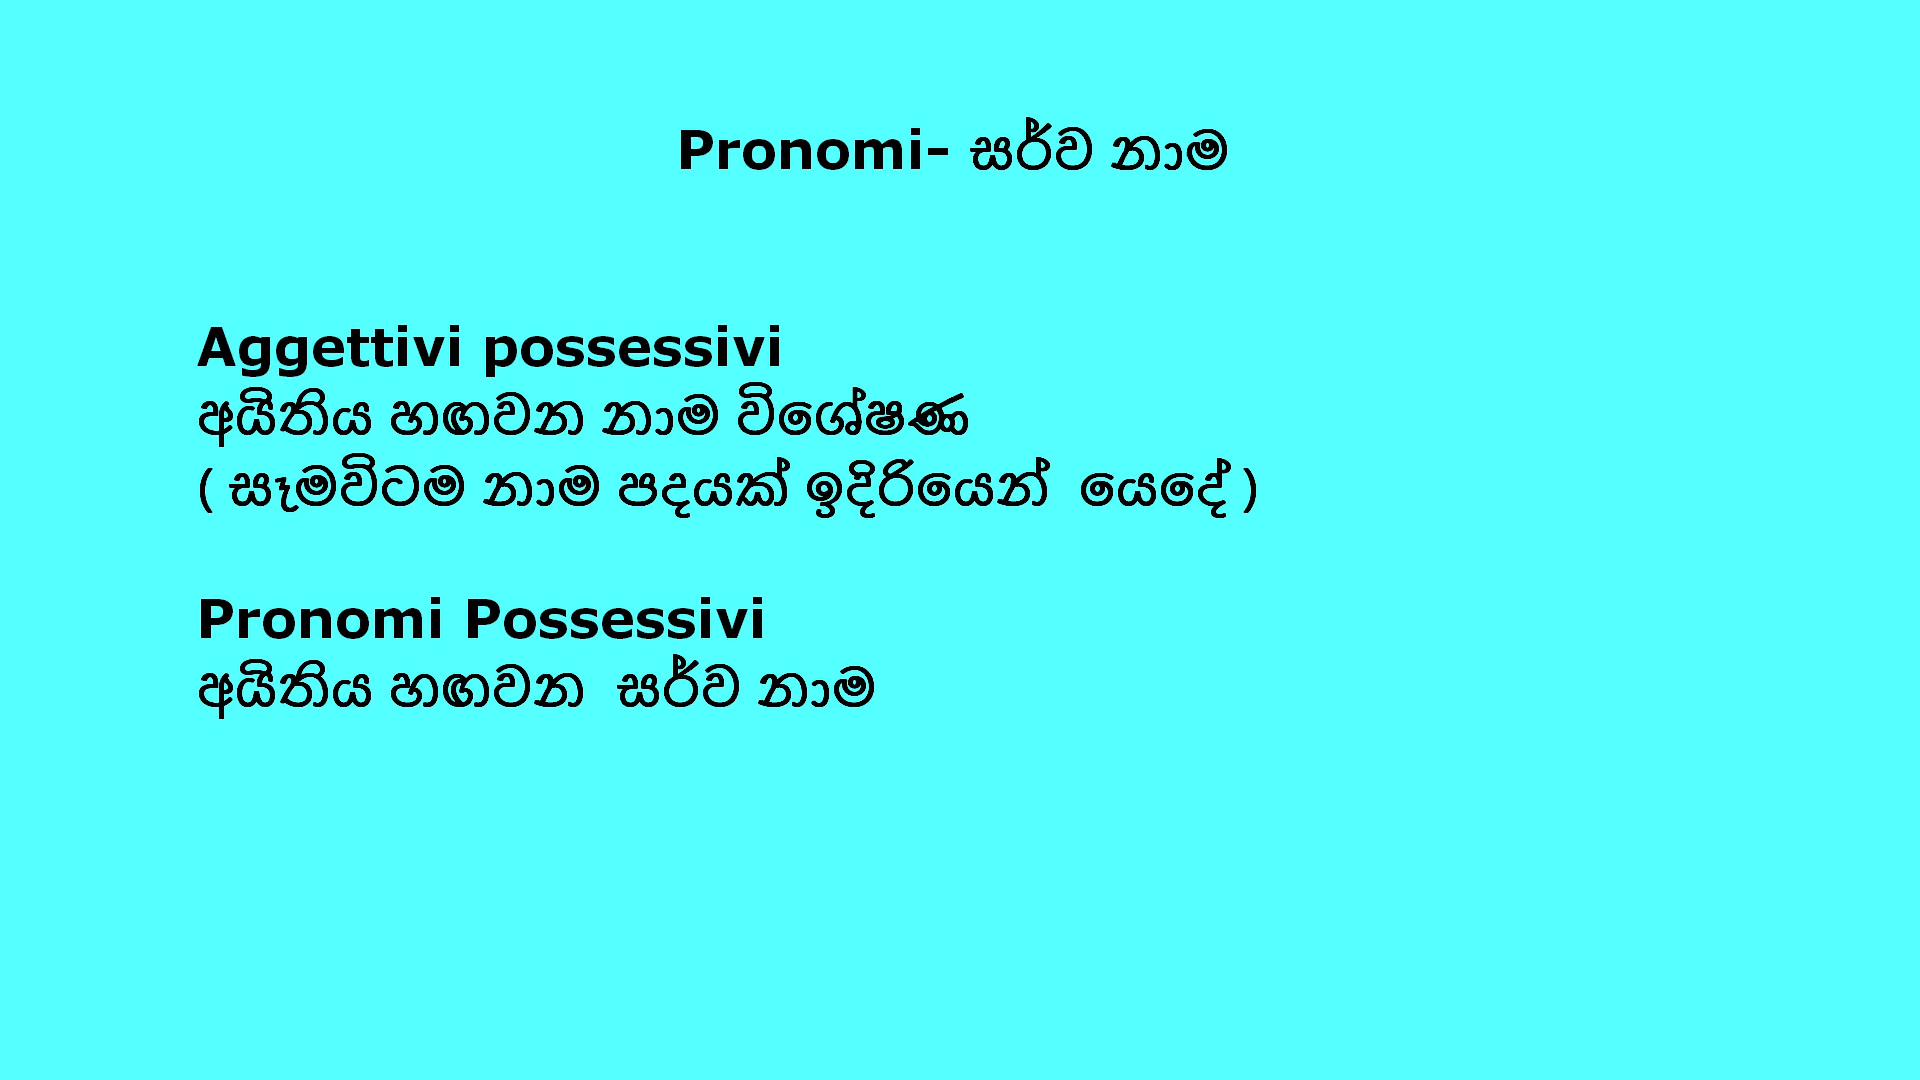 Pronomi- සර්ව නාම
Aggettivi possessivi
අයිතිය හඟවන නාම විශේෂණ
( සෑමවිටම නාම පදයක් ඉදිරියෙන් යෙදේ )
Pronomi Possessivi
අයිතිය හඟවන සර්ව නාම